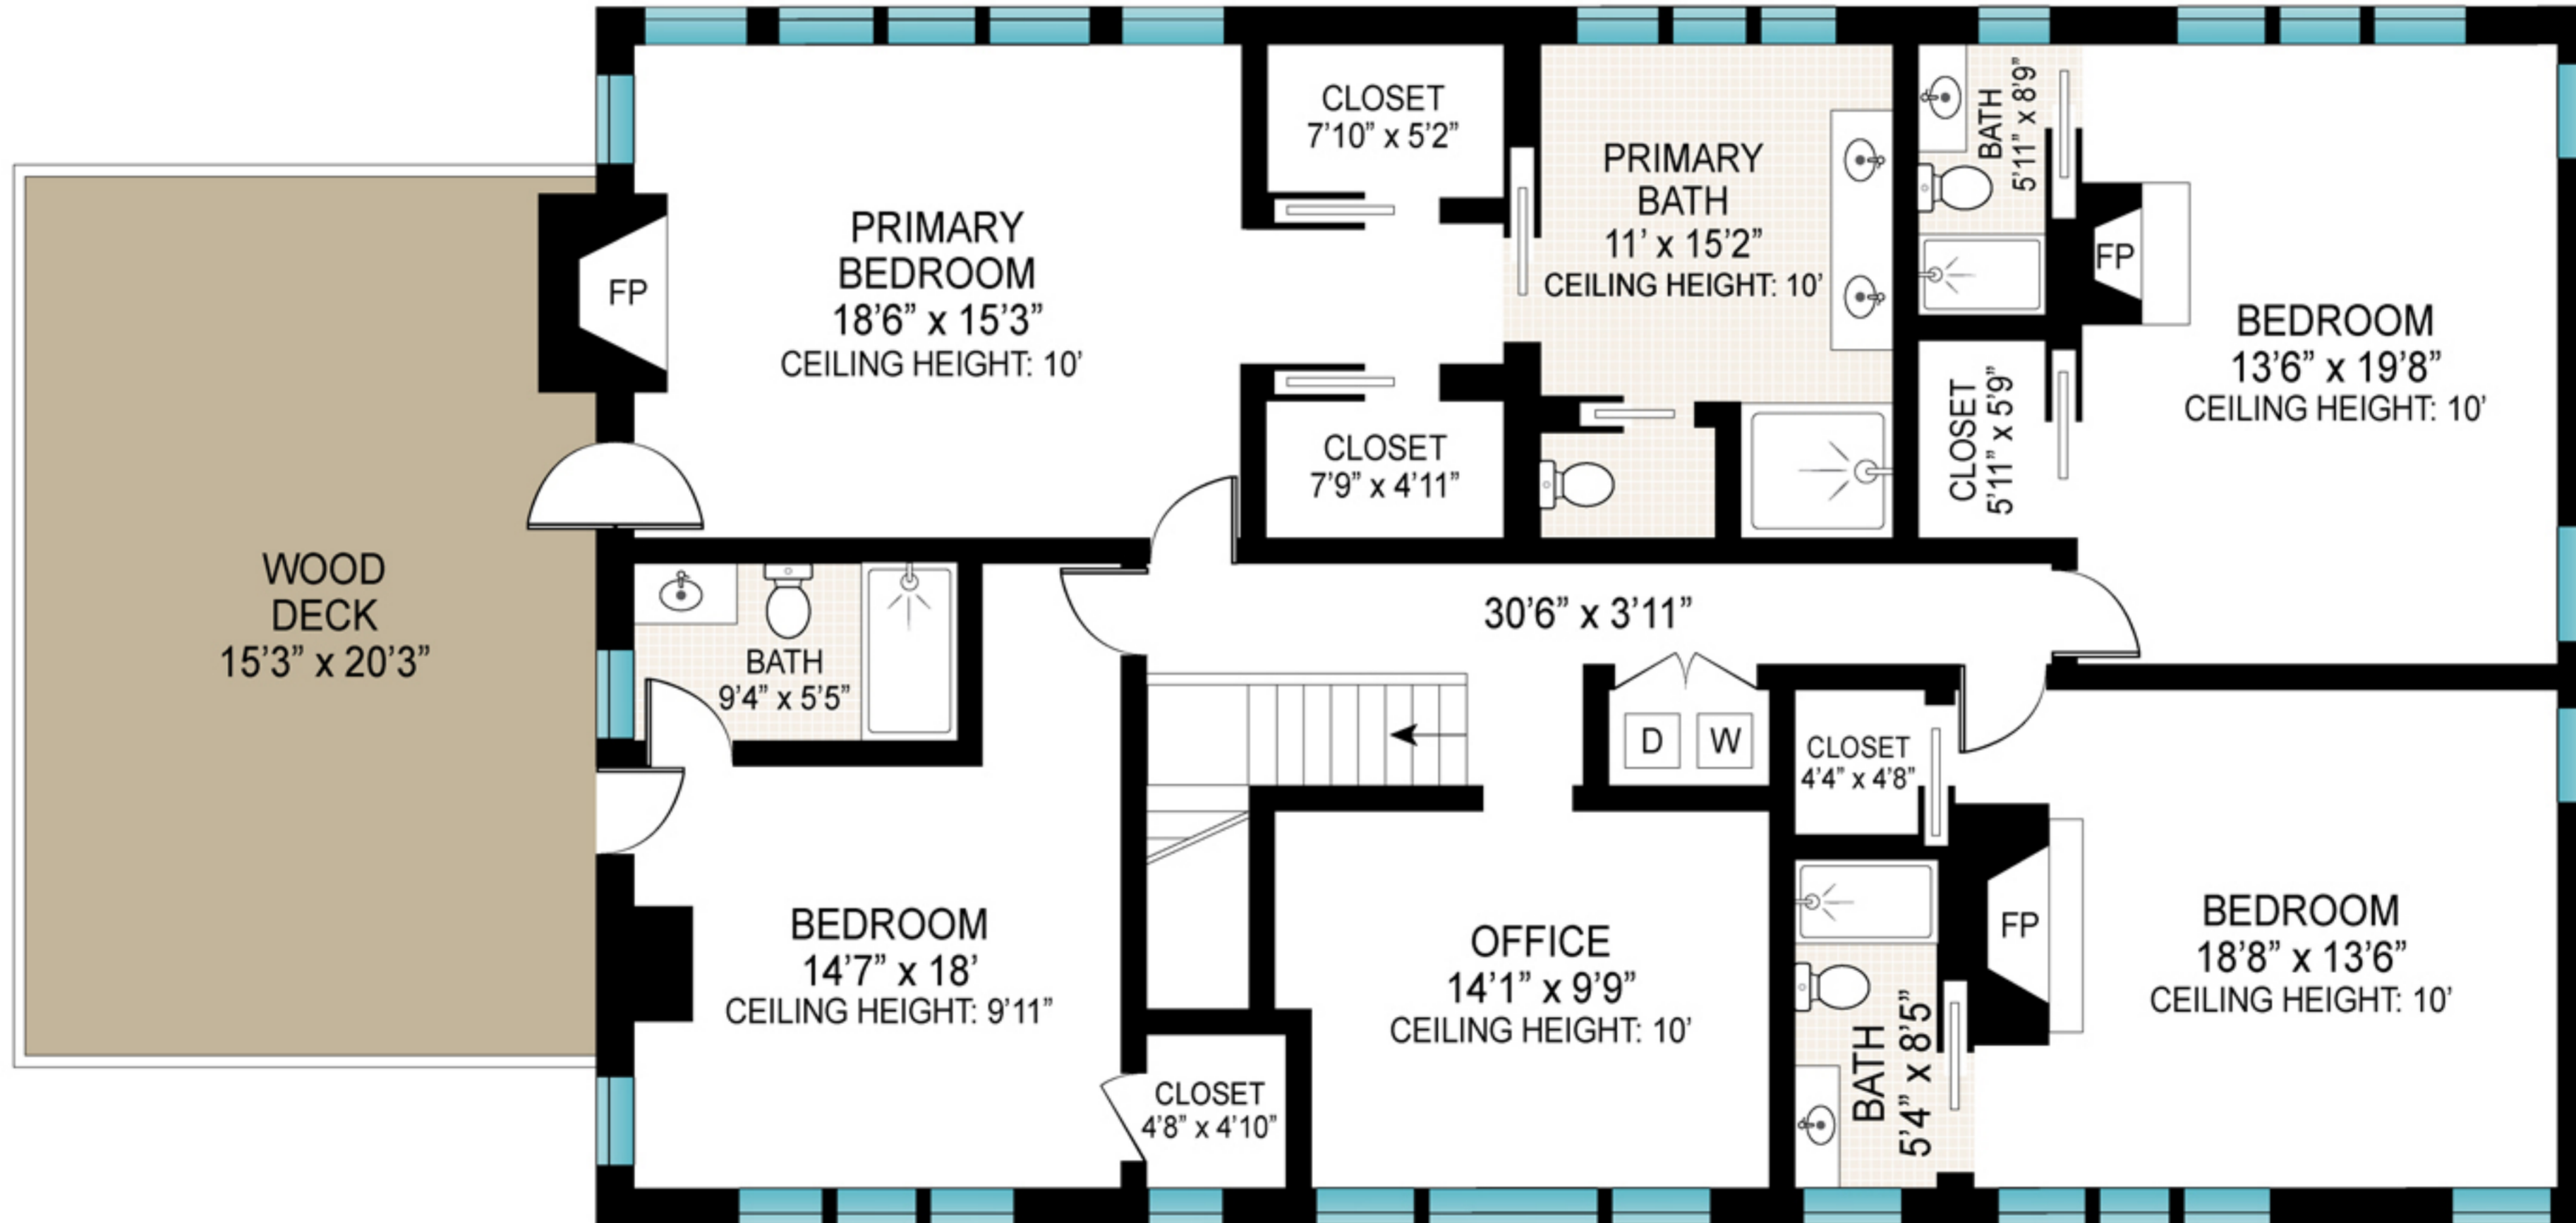 CLOSET
7'10” x 5'2”
PRIMARY
BEDROOM
18'6” x 15'3”
CEILING HEIGHT: 10'
FP
PRIMARY
BATH
11' x 15'2”
CEILING HEIGHT: 10'
BATH
5'11” x 8'9”
FP
BEDROOM
13'6” x 19'8”
CEILING HEIGHT: 10'
CLOSET
7'9” x 4'11”
CLOSET
5'11” x 5'9”
WOOD
DECK
15'3” x 20'3”
BATH
9'4” x 5'5”
30'6” x 3'11”
D
W
CLOSET
4'4” x 4'8”
BEDROOM
14'7” x 18'
CEILING HEIGHT: 9'11”
OFFICE
14'1” x 9'9”
CEILING HEIGHT: 10'
FP
BEDROOM
18'8” x 13'6”
CEILING HEIGHT: 10'
CLOSET
4'8” x 4'10”
BATH
5'4” x 8'5”